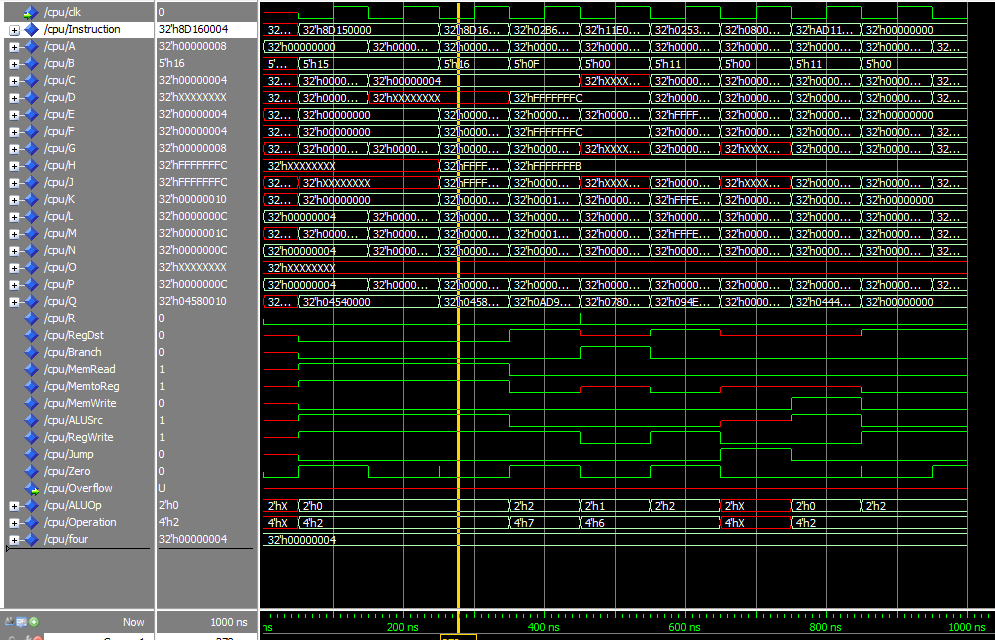 /cpu/clk 0
/cpu/Instruction 32'h8D160004 32... 32'h8D150000 32'h8D16... 32'h02B6... 32'h11E0... 32'h0253... 32'h0800... 32'hAD11... 32'h00000000
/cpu/A 32'h00000008 32'h00000000 32'h0000... 32'h0000... 32'h0000... 32'h0000... 32'h0000... 32'h0000... 32'h0000... 32'h0000... 32...
/cpu/B 5'h16 5'... 5'h15 5'h16 5'h0F 5'h00 5'h11 5'h00 5'h11 5'h00
/cpu/C 32'h00000004 32... 32'h0000... 32'h00000004 32'hXXXX... 32'h0000... 32'h0000... 32'h0000... 32'h0000... 32...
/cpu/D 32'hXXXXXXXX 32... 32'h0000... 32'hXXXXXXXX 32'hFFFFFFFC 32'h0000... 32'h0000... 32'h0000... 32'h0000... 32...
/cpu/E 32'h00000004 32... 32'h00000000 32'h0000... 32'h0000... 32'h0000... 32'hFFFF... 32'h0000... 32'h0000... 32'h00000000
/cpu/F 32'h00000004 32... 32'h00000000 32'h0000... 32'hFFFFFFFC 32'h0000... 32'h0000... 32'h0000... 32'h0000... 32...
/cpu/G 32'h00000008 32... 32'h0000... 32'h0000... 32'h0000... 32'h0000... 32'hXXXX... 32'h0000... 32'hXXXX... 32'h0000... 32'h0000... 32...
/cpu/H 32'hFFFFFFFC 32'hXXXXXXXX 32'hFFFF... 32'hFFFFFFFB
/cpu/J 32'hFFFFFFFC 32... 32'hXXXXXXXX 32'hFFFF... 32'h0000... 32'hXXXX... 32'h0000... 32'hXXXX... 32'h0000... 32'h0000... 32...
/cpu/K 32'h00000010 32... 32'h00000000 32'h0000... 32'h0001... 32'h0000... 32'hFFFE... 32'h0000... 32'h0000... 32'h00000000
/cpu/L 32'h0000000C 32'h00000004 32'h0000... 32'h0000... 32'h0000... 32'h0000... 32'h0000... 32'h0000... 32'h0000... 32'h0000... 32...
/cpu/M 32'h0000001C 32... 32'h0000... 32'h0000... 32'h0000... 32'h0001... 32'h0000... 32'hFFFE... 32'h0000... 32'h0000... 32'h0000... 32...
/cpu/N 32'h0000000C 32'h00000004 32'h0000... 32'h0000... 32'h0000... 32'h0000... 32'h0000... 32'h0000... 32'h0000... 32'h0000... 32...
/cpu/O 32'hXXXXXXXX 32'hXXXXXXXX
/cpu/P 32'h0000000C 32'h00000004 32'h0000... 32'h0000... 32'h0000... 32'h0000... 32'h0000... 32'h0000... 32'h0000... 32'h0000... 32...
/cpu/Q 32'h04580010 32... 32'h04540000 32'h0458... 32'h0AD9... 32'h0780... 32'h094E... 32'h0000... 32'h0444... 32'h00000000
/cpu/R 0
/cpu/RegDst 0
/cpu/Branch 0
/cpu/MemRead 1
/cpu/MemtoReg 1
/cpu/MemWrite 0
/cpu/ALUSrc 1
/cpu/RegWrite 1
/cpu/Jump 0
/cpu/Zero 0
/cpu/Overflow U
/cpu/ALUOp 2'h0 2'hX 2'h0 2'h2 2'h1 2'h2 2'hX 2'h0 2'h2
/cpu/Operation 4'h2 4'hX 4'h2 4'h7 4'h6 4'hX 4'h2
/cpu/four 32'h00000004 32'h00000004
Now 1000 ns ns 200 ns 400 ns 600 ns 800 ns 1000 ns